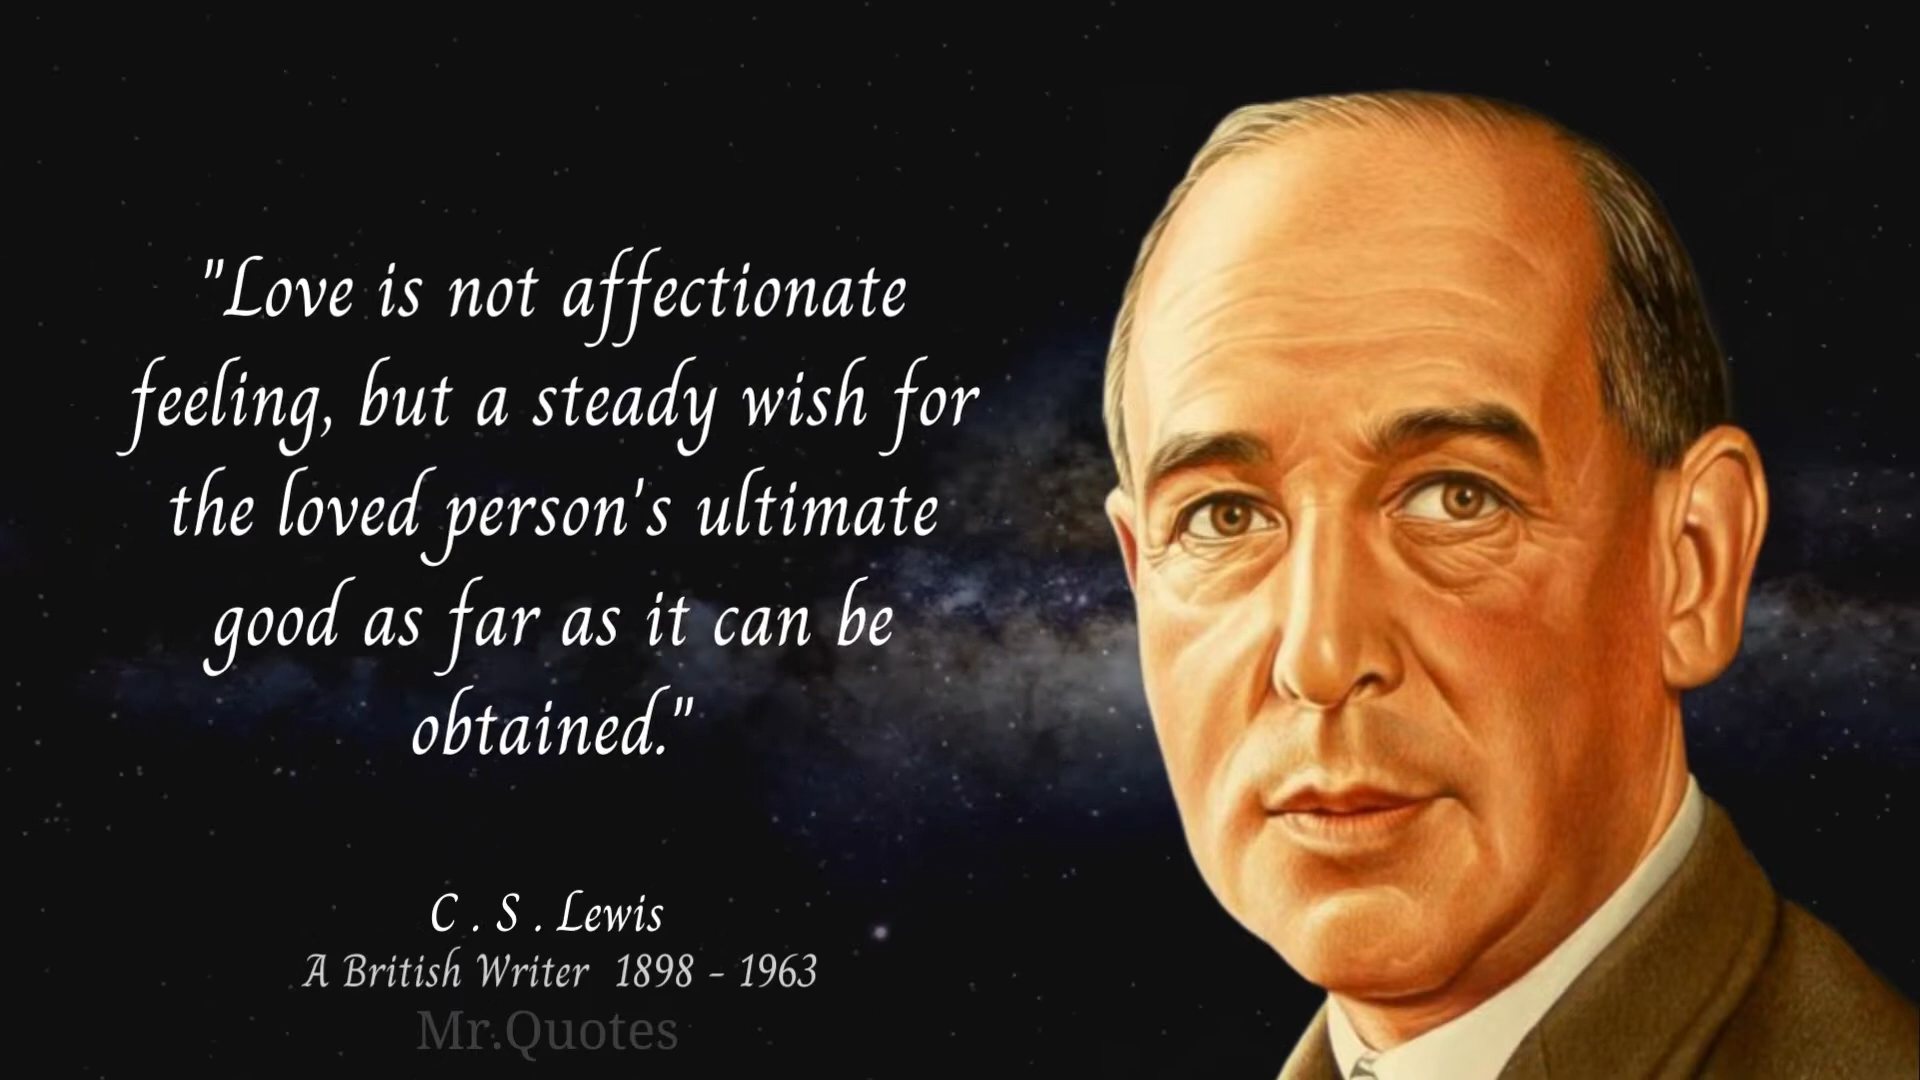 "Love is not affectionate
feeling, but a steady wish for
the loved person's ultimate
good as far as it can be
obtained."
C . S . Lewis
A British Writer 1898 - 1963
Mr.Quotes